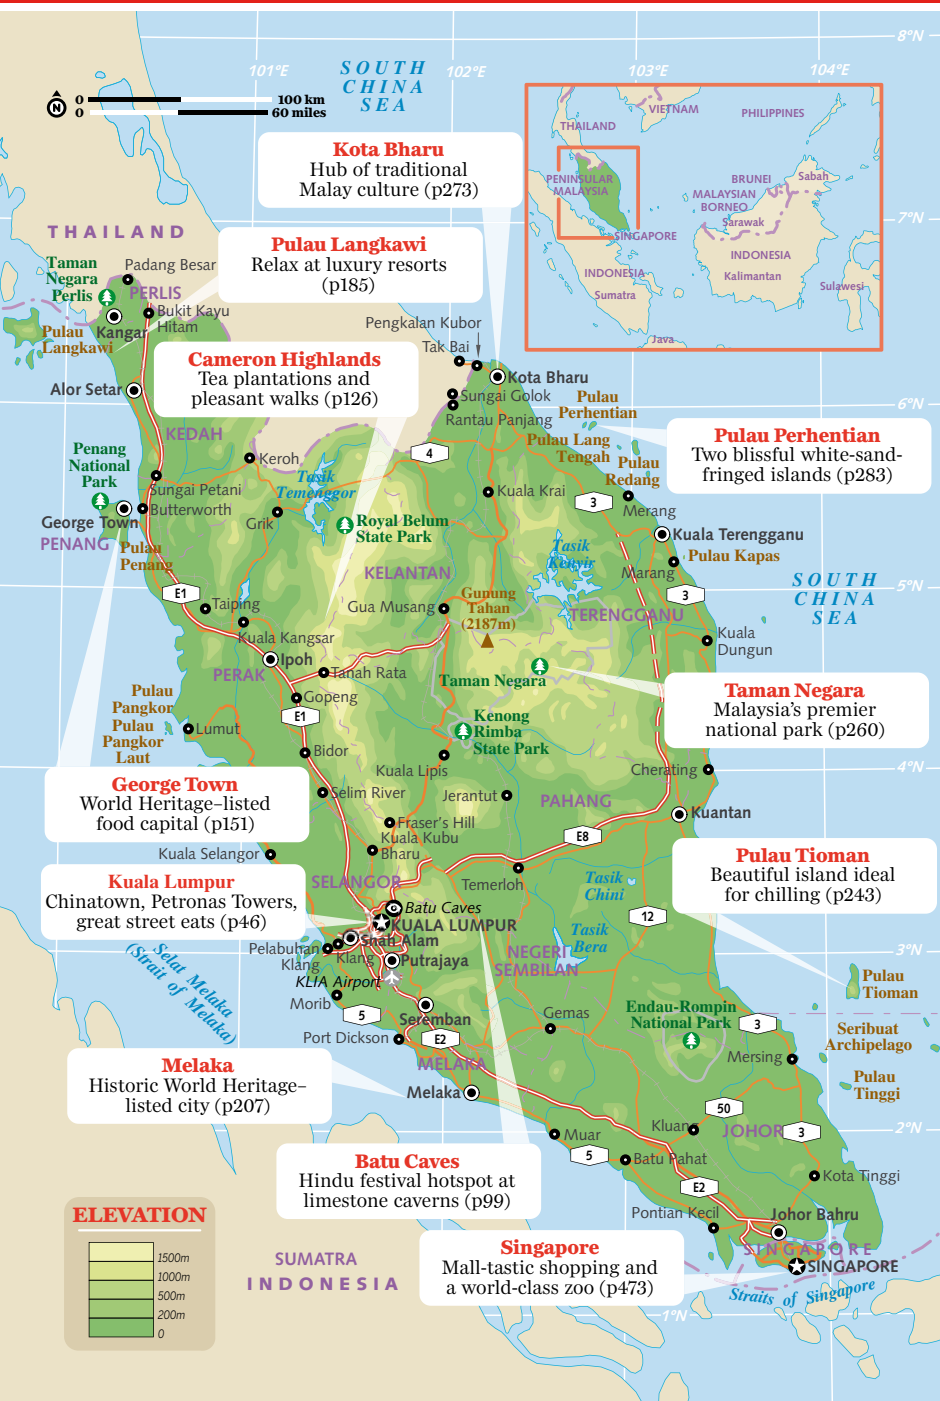 8°N
101°E
102°E
103°E
104°E
SOUTH
CHINA
SEA
0
100 km
0
60 miles
N
VIETNAM
PHILIPPINES
THAILAND
PENINSULAR
MALAYSIA
BRUNEI
Sabah
MALAYSIAN
BORNEO
Sarawak
SINGAPORE
INDONESIA
Kalimantan
INDONESIA
Sumatra
Sulawesi
Java
7°N
Kota Bharu
Hub of traditional
Malay culture (p273)
THAILAND
Pulau Langkawi
Relax at luxury resorts
(p185)
Taman
Negara
Perlis
Padang Besar
PERLIS
Bukit Kayu
Hitam
Kangar
Pulau
Langkawi
Pengkalan Kubor
Tak Bai
Kota Bharu
Cameron Highlands
Tea plantations and
pleasant walks (p126)
Alor Setar
Sungai Golok
Rantau Panjang
Pulau
Perhentian
6°N
KEDAH
Pulau Lang
Tengah
Pulau
Redang
Pulau Perhentian
Two blissful white-sand-
fringed islands (p283)
Penang
National
Park
Keroh
4
Tasik
Temenggor
Sungai Petani
Butterworth
George Town
PENANG
Pulau
Penang
Grik
Kuala Krai
3
Merang
Royal Belum
State Park
Kuala Terengganu
Pulau Kapas
Tasik
Kenyir
Marang
KELANTAN
SOUTH
CHINA
SEA
5°N
E1
Taiping
Gua Musang
Gunung
Tahan
(2187m)
3
TERENGGANU
Kuala Kangsar
Kuala
Dungun
Ipoh
PERAK
Tanah Rata
Taman Negara
Taman Negara
Malaysia's premier
national park (p260)
Pulau
Pangkor
Pulau
Pangkor
Laut
Gopeng
E1
Lumut
Kenong
Rimba
State Park
Bidor
Kuala Lipis
Cherating
4°N
George Town
World Heritage–listed
food capital (p151)
Selim River
Jerantut
PAHANG
Kuantan
Fraser's Hill
Kuala Kubu
Bharu
E8
Kuala Selangor
Kuala Lumpur
Chinatown, Petronas Towers,
great street eats (p46)
SELANGOR
Temerloh
Tasik
Chini
Pulau Tioman
Beautiful island ideal
for chilling (p243)
Batu Caves
KUALA LUMPUR
12
Shah Alam
Pelabuhan
Klang
Klang
Putrajaya
NEGERI
SEMBILAN
Tasik
Bera
3°N
Selat Melaka
(Strait of Melaka)
KLIA Airport
Morib
5
Pulau
Tioman
Seremban
Gemas
Endau-Rompin
National Park
3
Port Dickson
E2
Seribuat
Archipelago
Mersing
Melaka
Historic World Heritage–
listed city (p207)
MELAKA
Melaka
Pulau
Tinggi
50
Muar
Kluang
JOHOR
3
2°N
Batu Caves
Hindu festival hotspot at
limestone caverns (p99)
5
Batu Pahat
E2
Kota Tinggi
Pontian Kecil
Johor Bahru
ELEVATION
1500m
1000m
500m
200m
0
SUMATRA
INDONESIA
Singapore
Mall-tastic shopping and
a world-class zoo (p473)
SINGAPORE
SINGAPORE
Straits of Singapore
1°N